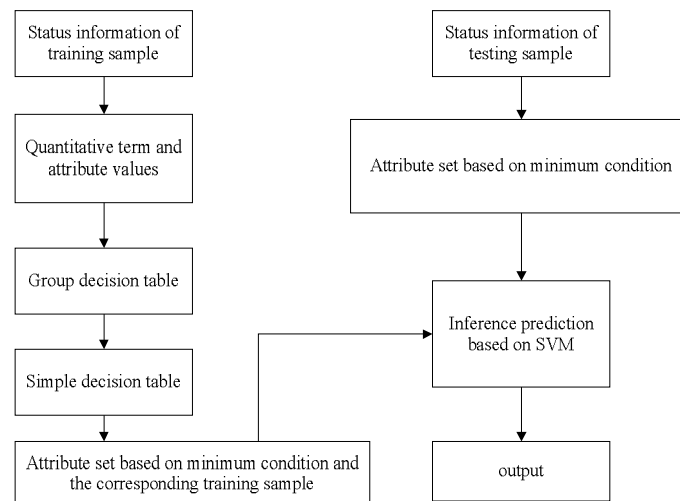 Status information of
training sample
Quantitative term and
attribute values
Group decision table
Simple decision table
Attribute set based on minimum condition and
the corresponding training sample
Status information of
testing sample
Attribute set based on minimum condition
Inference prediction
based on SVM
output